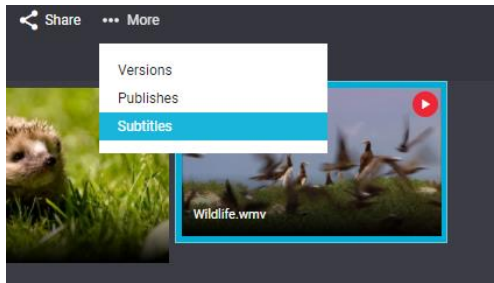 Share ••• More
Versions
Publishes
Subtitles
Wildlife.wmv